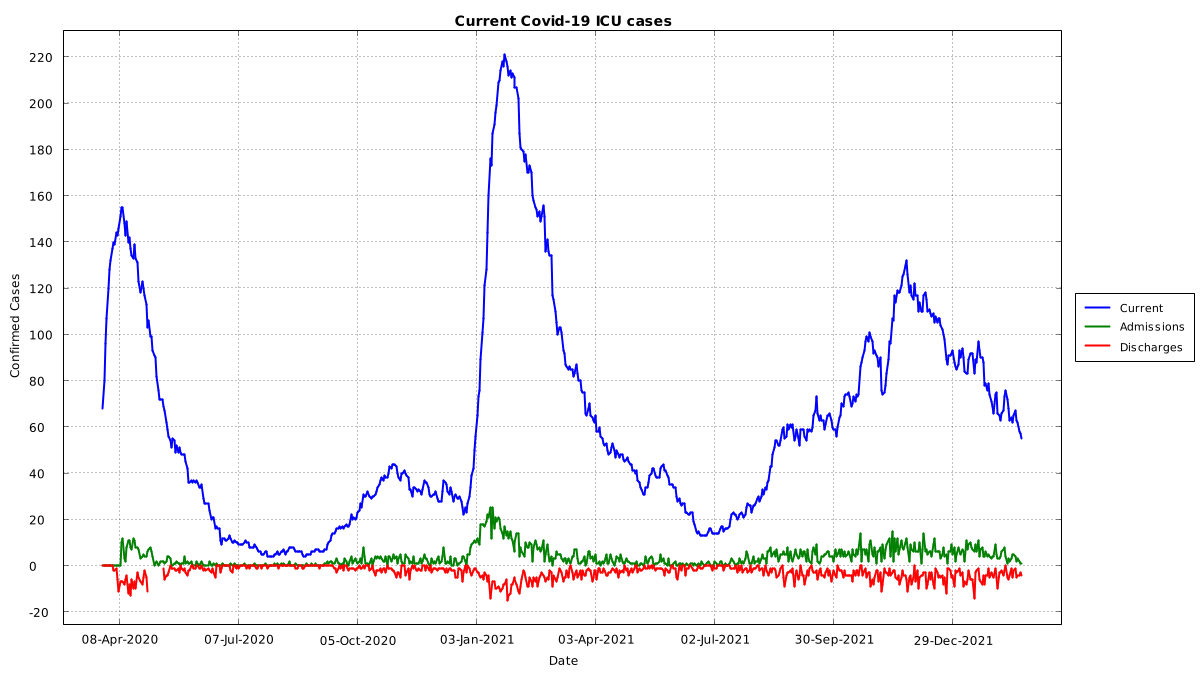 Current Covid-19 ICU cases
Confirmed Cases
220
200
180
160
140
120
100
80
60
40
20
0
-20
08-Apr-2020 07-Jul-2020 05-Oct-2020 03-Jan-2021 03-Apr-2021 02-Jul-2021 30-Sep-2021 29-Dec-2021
Date
Current
Admissions
Discharges